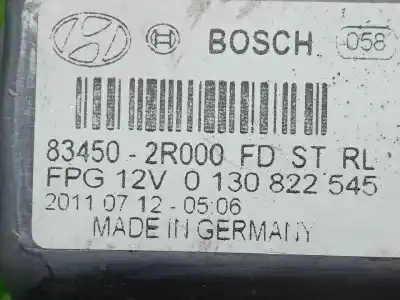 BOSCH 058
83450-2R000 FD ST RL
FPG 12V 0 130 822 545
2011 07 12 - 05:06
MADE IN GERMANY